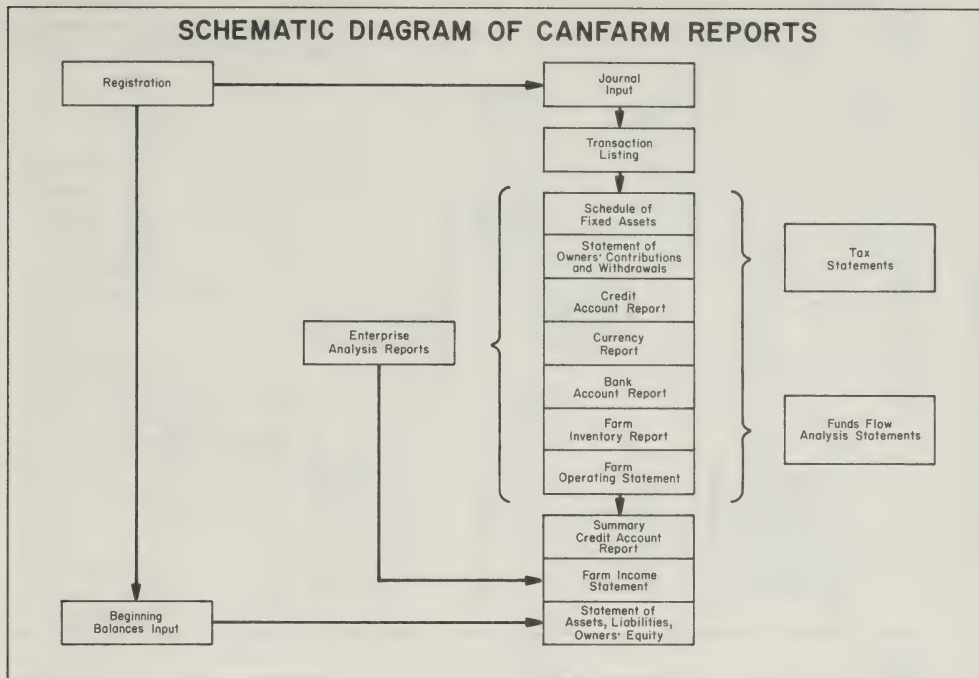 SCHEMATIC DIAGRAM OF CANFARM REPORTS
Registration
Journal
Input
Transaction
Listing
Schedule of
Fixed Assets
Statement of
Owners' Contributions
and Withdrawals
Credit
Account Report
Currency
Report
Bank
Account Report
Farm
Inventory Report
Farm
Operating Statement
Enterprise
Analysis Reports
Tax
Statements
Funds Flow
Analysis Statements
Summary
Credit Account
Report
Farm Income
Statement
Beginning
Balances Input
Statement of
Assets, Liabilities,
Owners' Equity